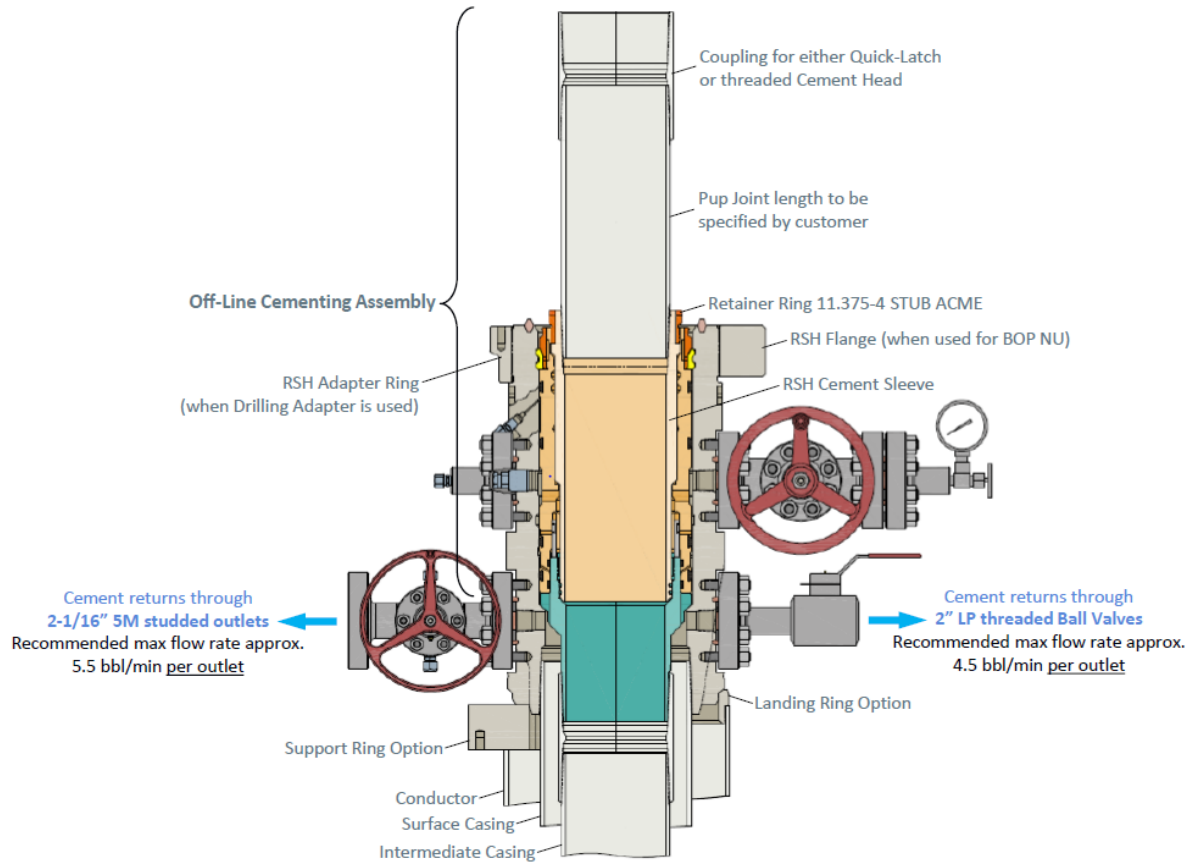 Coupling for either Quick-Latch
or threaded Cement Head
Pup Joint length to be
specified by customer
Off-Line Cementing Assembly
Retainer Ring 11.375-4 STUB ACME
RSH Flange (when used for BOP NU)
RSH Adapter Ring
(when Drilling Adapter is used)
RSH Cement Sleeve
Cement returns through
2-1/16” 5M studded outlets
Recommended max flow rate approx.
5.5 bbl/min per outlet
Cement returns through
2” LP threaded Ball Valves
Recommended max flow rate approx.
4.5 bbl/min per outlet
Landing Ring Option
Support Ring Option
Conductor
Surface Casing
Intermediate Casing